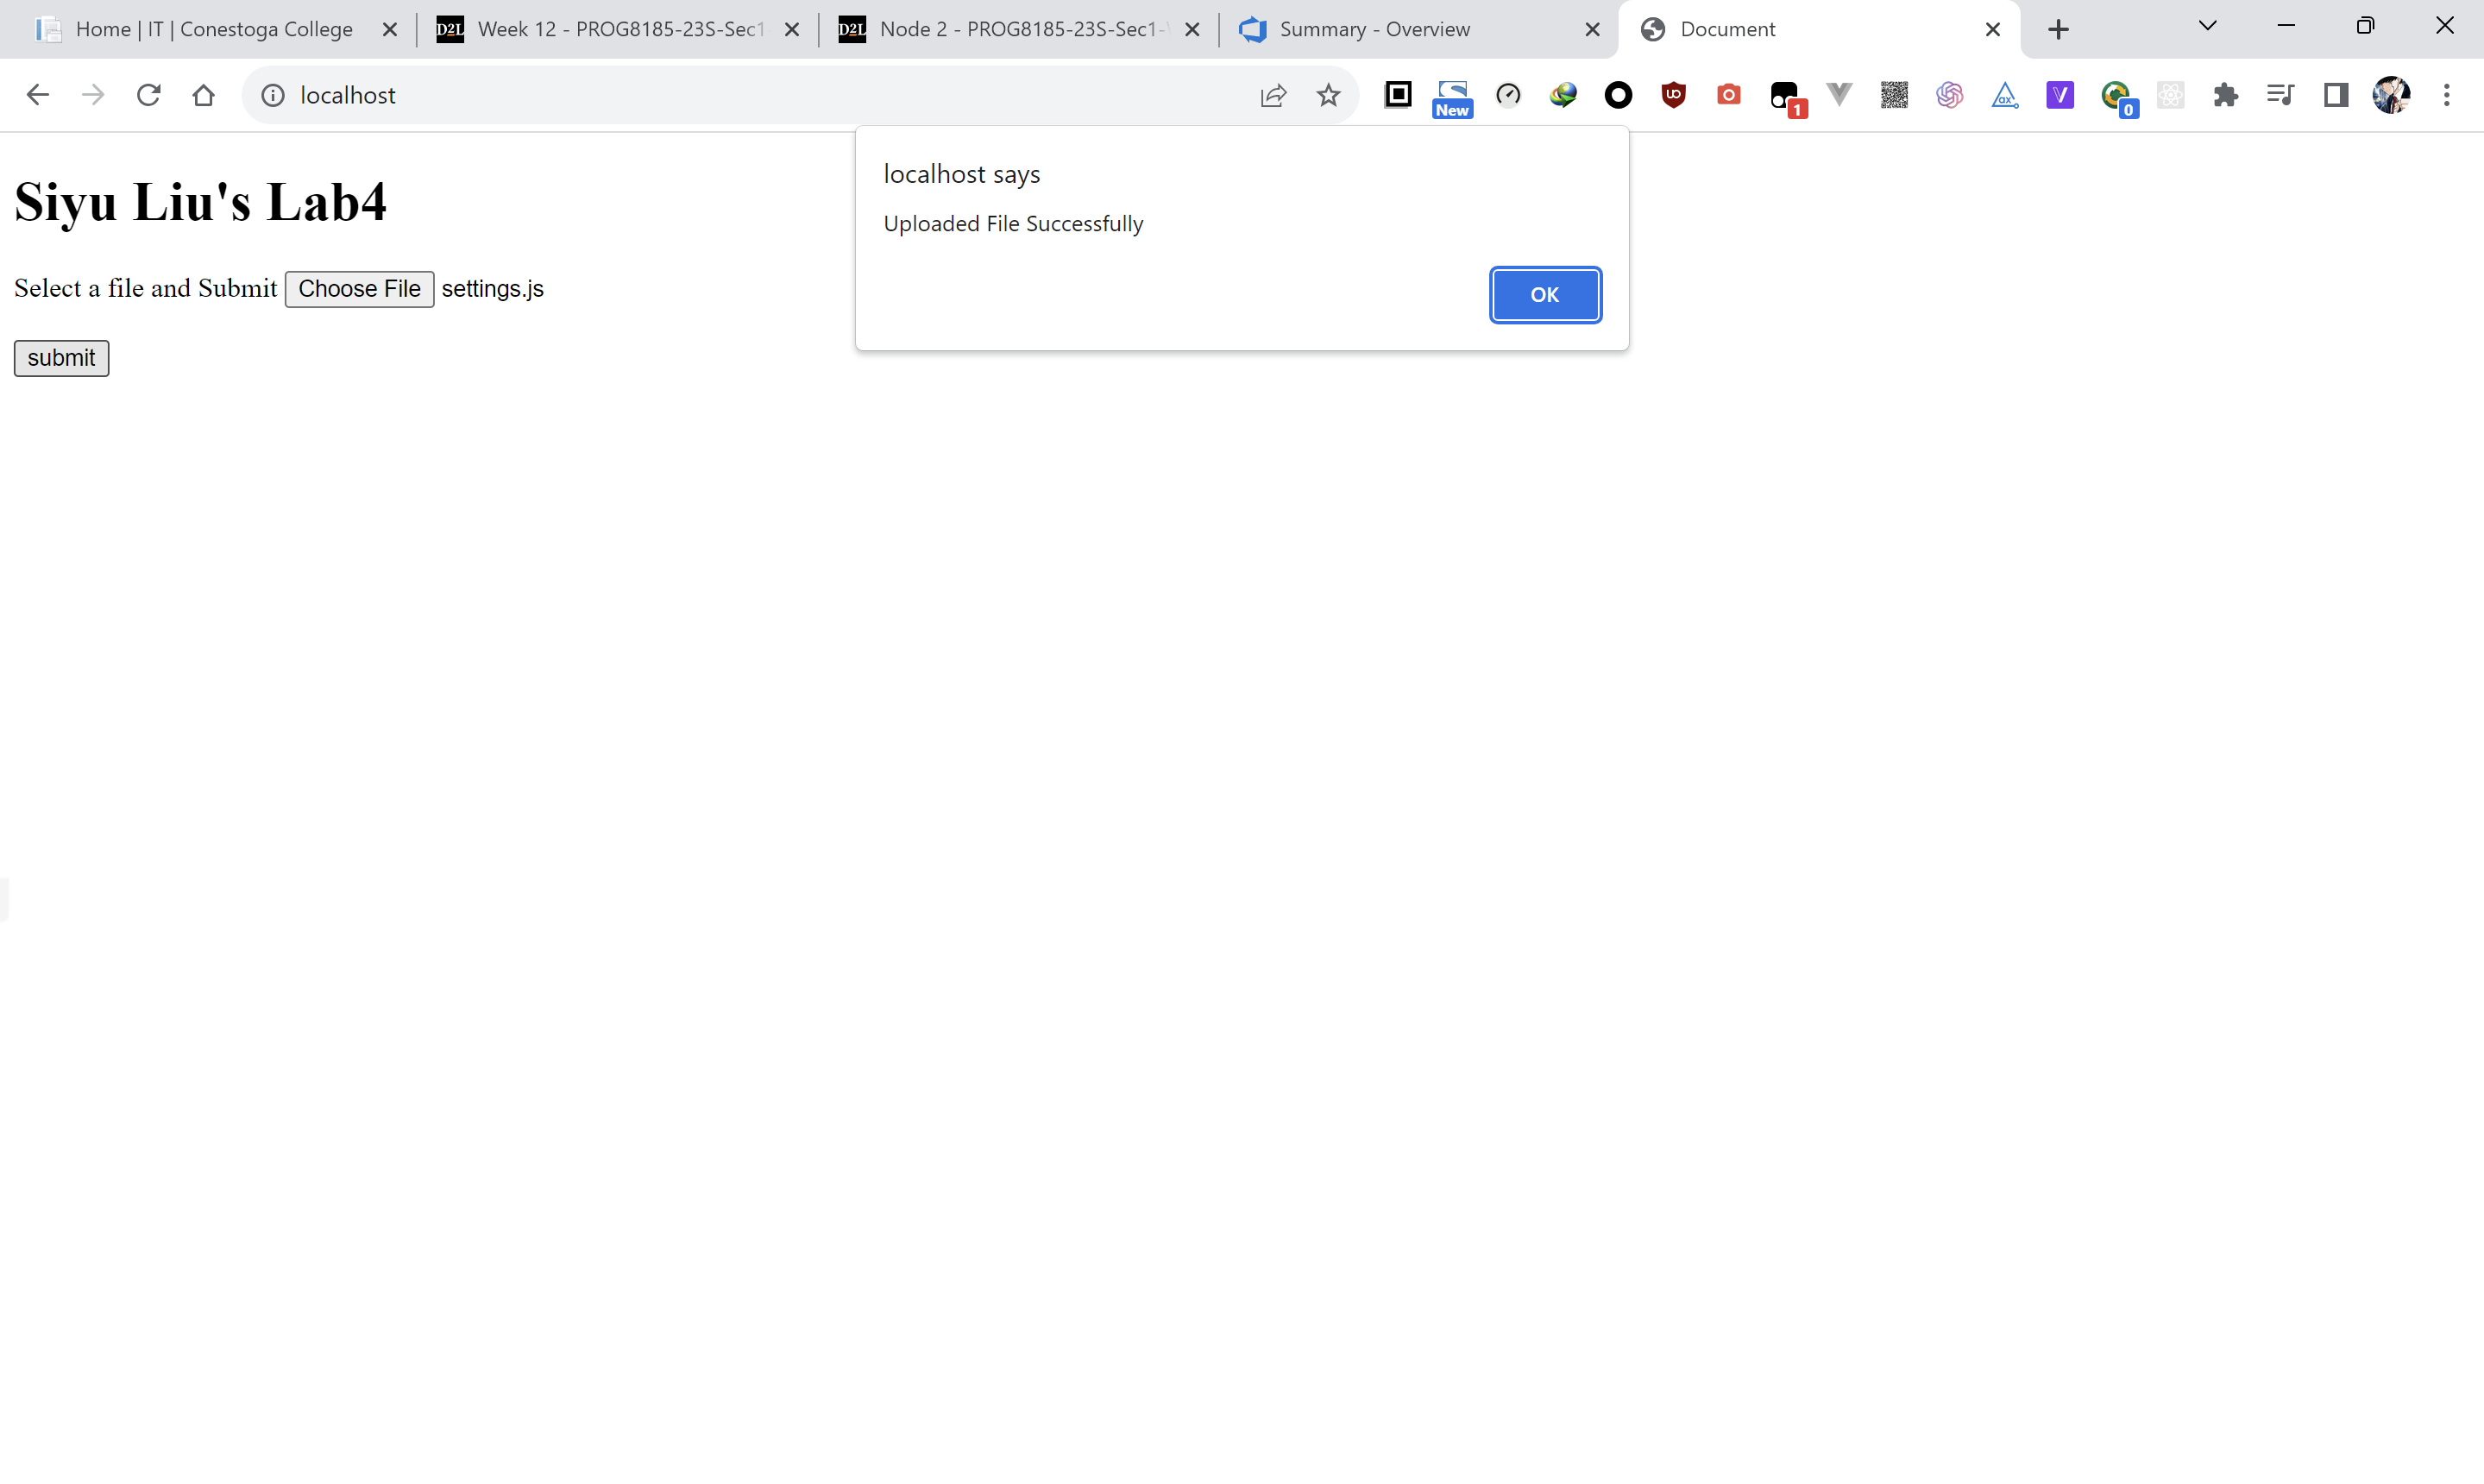 Home | IT | Conestoga College
D2L Week 12 - PROG8185-23S-Sec1
D2L Node 2 - PROG8185-23S-Sec1-
Summary - Overview
Document
localhost
New
1
0
localhost says
Uploaded File Successfully
OK
Siyu Liu's Lab4
Select a file and Submit Choose File settings.js
submit